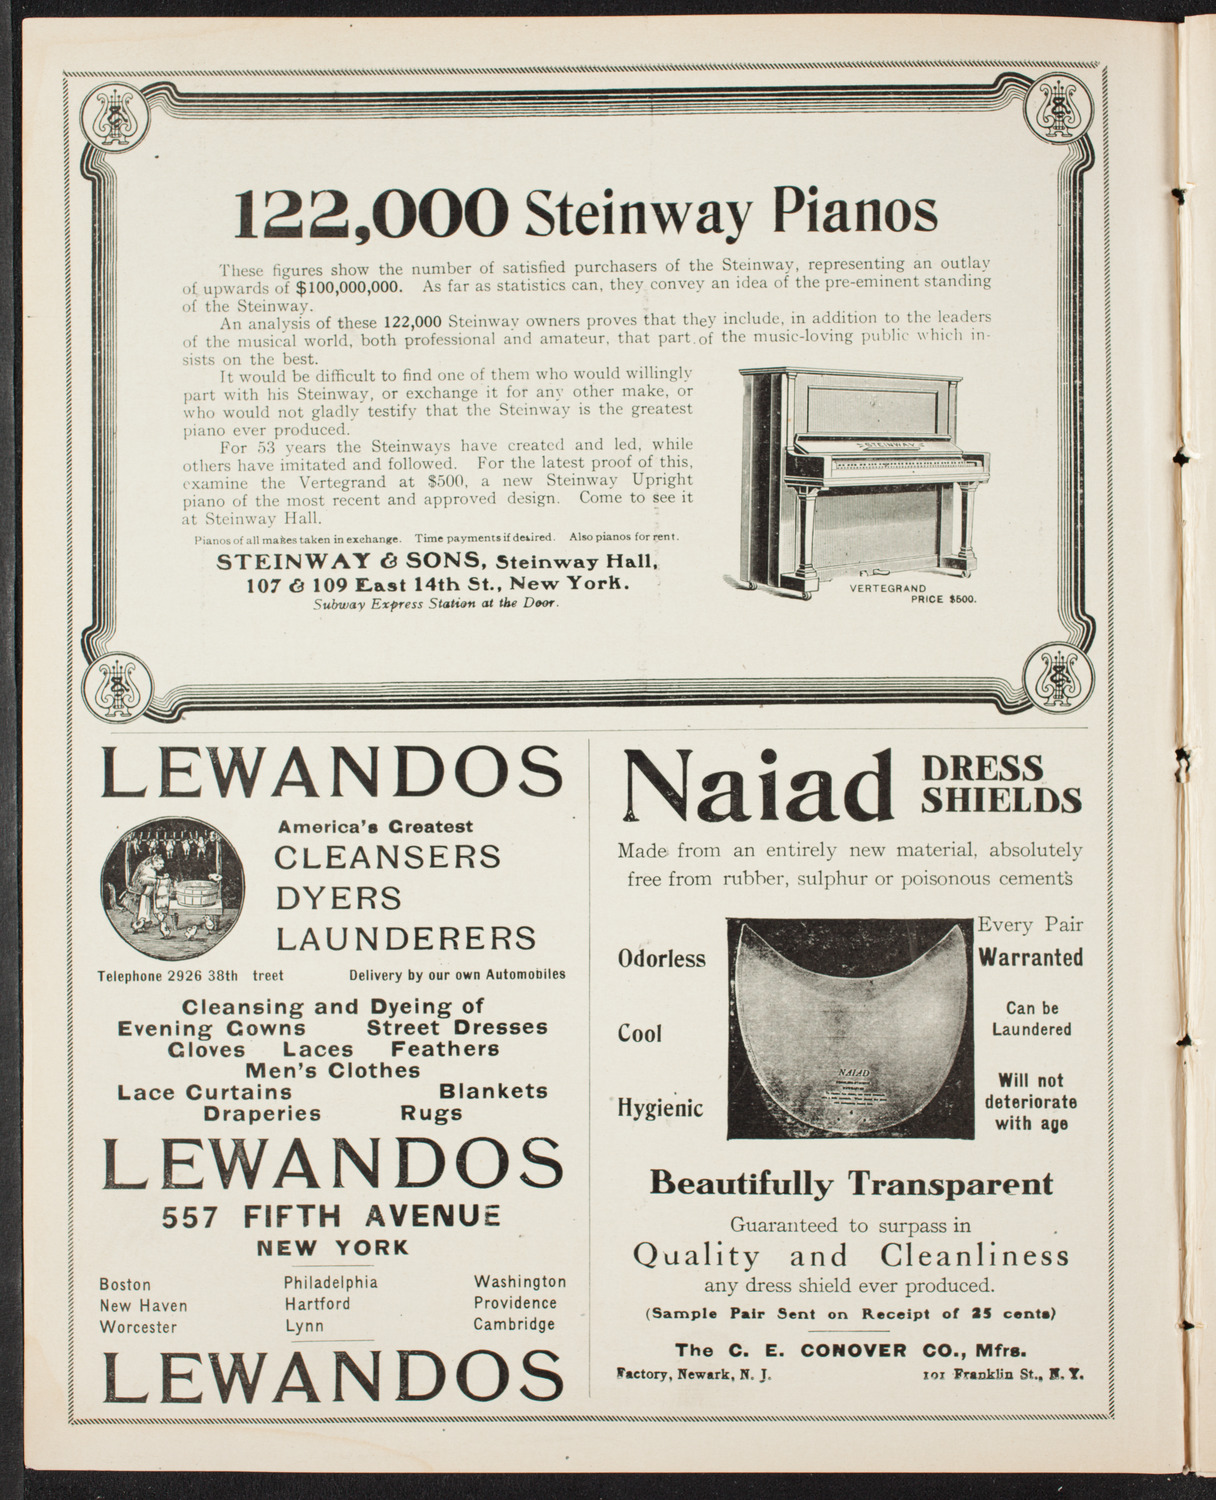 122,000 Steinway Pianos
These figures show the number of satisfied purchasers of the Steinway, representing an outlay
of upwards of $100,000,000. As far as statistics can, they convey an idea of the pre-eminent standing
of the Steinway.
An analysis of these 122,000 Steinway owners proves that they include, in addition to the leaders
of the musical world, both professional and amateur, that part of the music-loving public which in-
sists on the best.
It would be difficult to find one of them who would willingly
part with his Steinway, or exchange it for any other make, or
who would not gladly testify that the Steinway is the greatest
piano ever produced.
For 53 years the Steinways have created and led, while
others have imitated and followed. For the latest proof of this,
examine the Vertegrand at $500, a new Steinway Upright
piano of the most recent and approved design. Come to see it
at Steinway Hall.
Pianos of all makes taken in exchange. Time payments if desired. Also pianos for rent.
STEINWAY & SONS, Steinway Hall,
107 & 109 East 14th St., New York.
Subway Express Station at the Door.
STEINWAY
VERTEGRAND
PRICE $500.
LEWANDOS
America's Greatest
CLEANSERS
DYERS
LAUNDERERS
Telephone 2926 38th treet Delivery by our own Automobiles
Cleansing and Dyeing of
Evening Gowns Street Dresses
Gloves Laces Feathers
Men's Clothes
Lace Curtains Blankets
Draperies Rugs
LEWANDOS
557 FIFTH AVENUE
NEW YORK
Boston Philadelphia Washington
New Haven Hartford Providence
Worcester Lynn Cambridge
LEWANDOS
Naiad DRESS
SHIELDS
Made from an entirely new material, absolutely
free from rubber, sulphur or poisonous cements
Odorless
Cool
Hygienic
NAIAD
Every Pair
Warranted
Can be
Laundered
Will not
deteriorate
with age
Beautifully Transparent
Guaranteed to surpass in
Quality and Cleanliness
any dress shield ever produced.
(Sample Pair Sent on Receipt of 25 cents)
The C. E. CONOVER CO., Mfrs.
Factory, Newark, N. J. 101 Franklin St., N. Y.